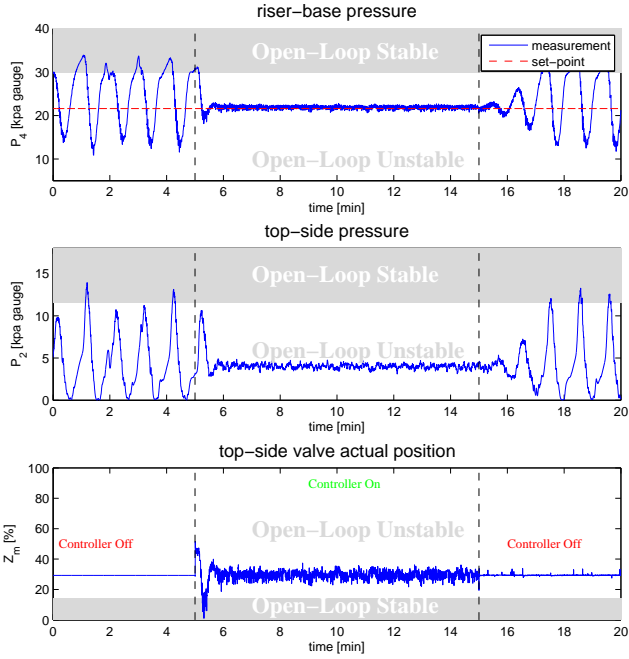 riser-base pressure
40
Open-Loop Stable
measurement
set-point
30
P4 [kpa gauge]
20
Open-Loop Unstable
10
0 2 4 6 8 10 12 14 16 18 20
time [min]
top-side pressure
15
Open-Loop Stable
P2 [kpa gauge]
10
Open-Loop Unstable
5
0
0 2 4 6 8 10 12 14 16 18 20
time [min]
top-side valve actual position
100
Controller On
80
Open-Loop Unstable
60
Zm [%]
Controller Off
Controller Off
40
20
Open-Loop Stable
0
0 2 4 6 8 10 12 14 16 18 20
time [min]